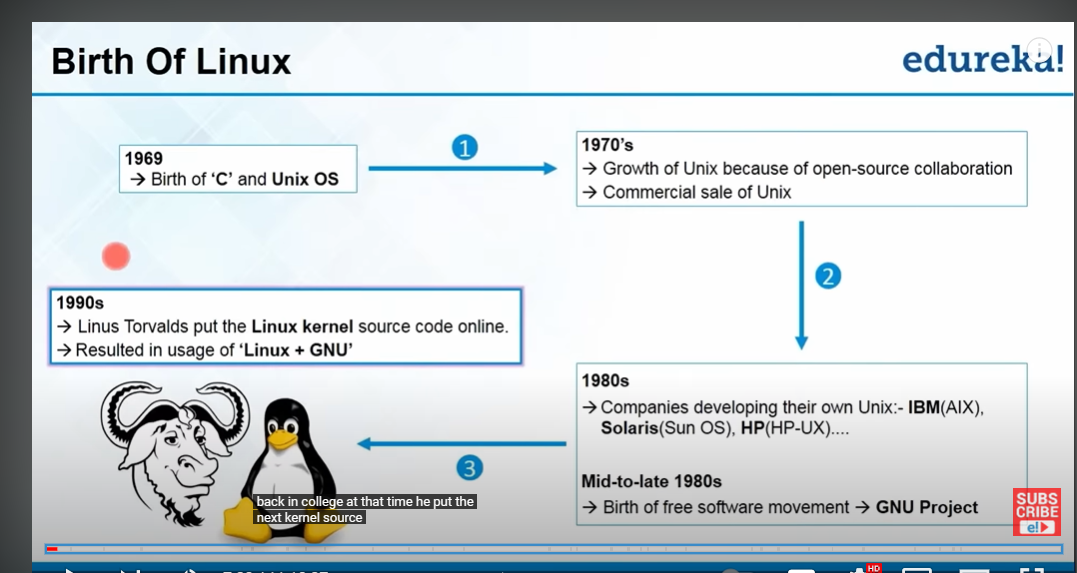 Birth Of Linux
edureka!
1969
→ Birth of ‘C’ and Unix OS
1
1970’s
→ Growth of Unix because of open-source collaboration
→ Commercial sale of Unix
2
1990s
→ Linus Torvalds put the Linux kernel source code online.
→ Resulted in usage of ‘Linux + GNU’
1980s
→ Companies developing their own Unix:- IBM(AIX),
Solaris(Sun OS), HP(HP-UX)....
3
Mid-to-late 1980s
→ Birth of free software movement → GNU Project
back in college at that time he put the
next kernel source
SUBS
CRIBE
e!
HD